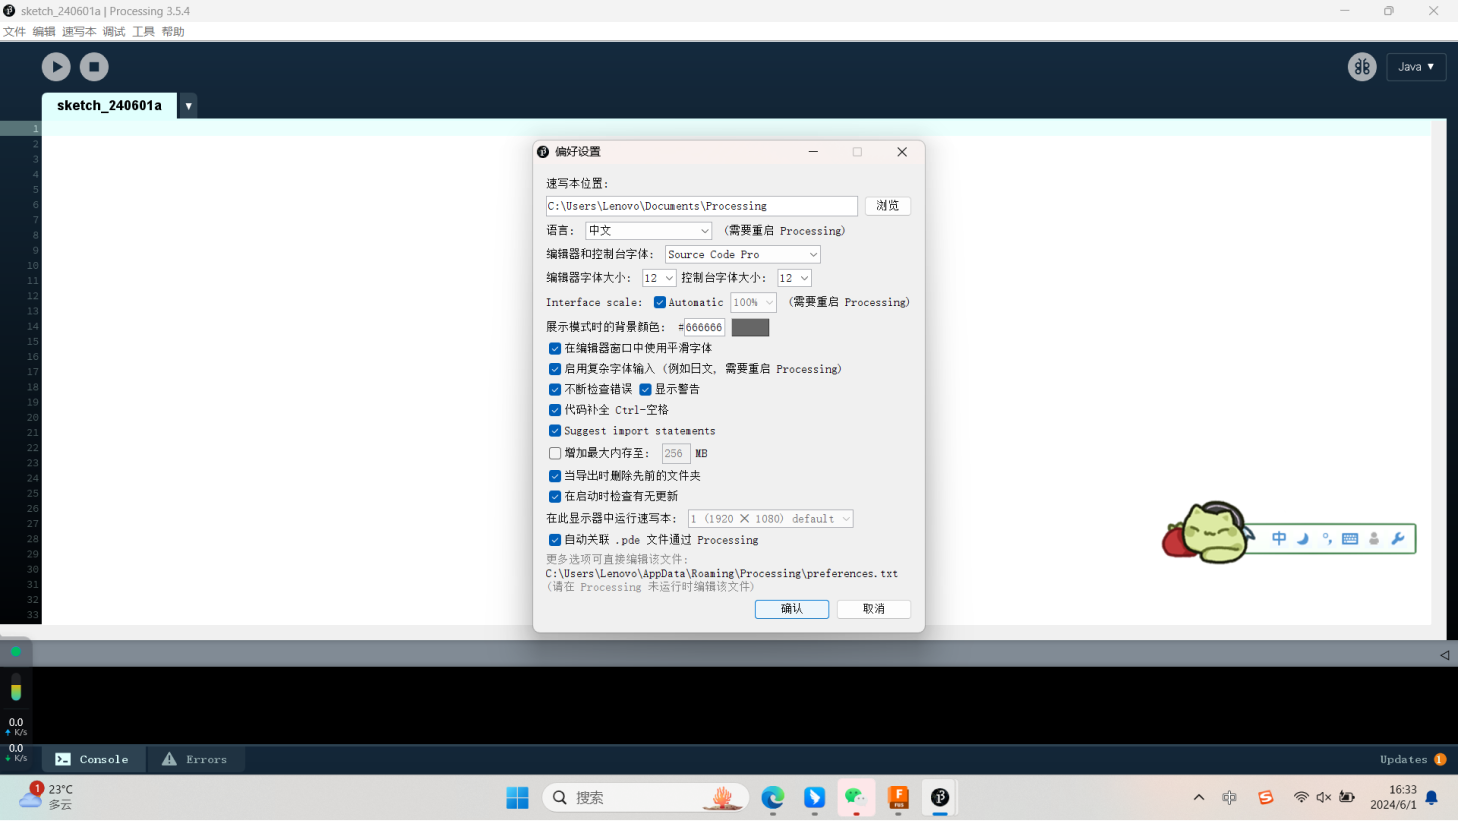 sketch_240601a | Processing 3.5.4
文件 编辑 速写本 调试 工具 帮助
Java ▼
sketch_240601a ▼
1
2
3
4
5
6
7
8
9
10
11
12
13
14
15
16
17
18
19
20
21
22
23
24
25
26
27
28
29
30
31
32
33
偏好设置
速写本位置:
C:\Users\Lenovo\Documents\Processing 浏览
语言: 中文 (需要重启 Processing)
编辑器和控制台字体: Source Code Pro
编辑器字体大小: 12 控制台字体大小: 12
Interface scale: Automatic 100% (需要重启 Processing)
展示模式时的背景颜色: #666666
在编辑器窗口中使用平滑字体
启用复杂字体输入 (例如日文, 需要重启 Processing)
不断检查错误 显示警告
代码补全 Ctrl-空格
Suggest import statements
增加最大内存至: 256 MB
当导出时删除先前的文件夹
在启动时检查有无更新
在此显示器中运行速写本: 1 (1920 × 1080) default
自动关联 .pde 文件通过 Processing
更多选项可直接编辑该文件:
C:\Users\Lenovo\AppData\Roaming\Processing\preferences.txt
(请在 Processing 未运行时编辑该文件)
确认 取消
中
0.0
K/s
0.0
K/s
Console Errors Updates 1
1 23°C
多云
搜索
中
16:33
2024/6/1